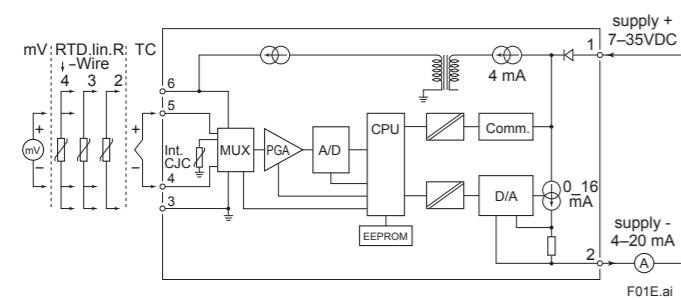 supply +
7–35VDC
mV RTD.lin.R TC
–Wire
4 3 2
6
1
4 mA
5
+
mV
–
+
–
Int.
CJC
MUX
PGA
A/D
CPU
Comm.
4
3
D/A
0_16
mA
EEPROM
supply -
4–20 mA
2
A
F01E.ai